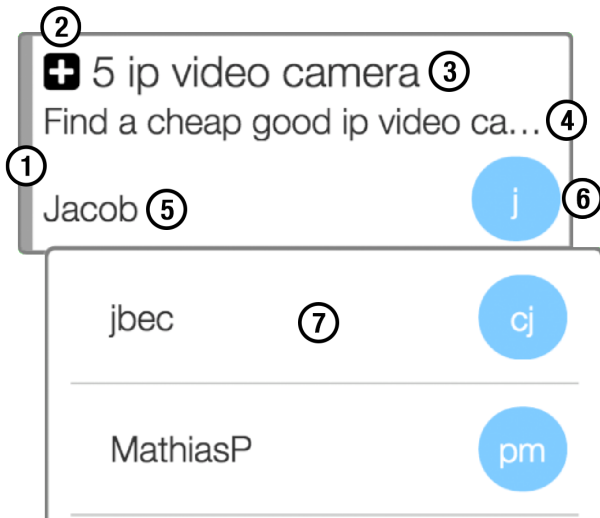 2
5 ip video camera 3
Find a cheap good ip video ca... 4
1
Jacob 5 j 6
jbec 7 cj
MathiasP pm